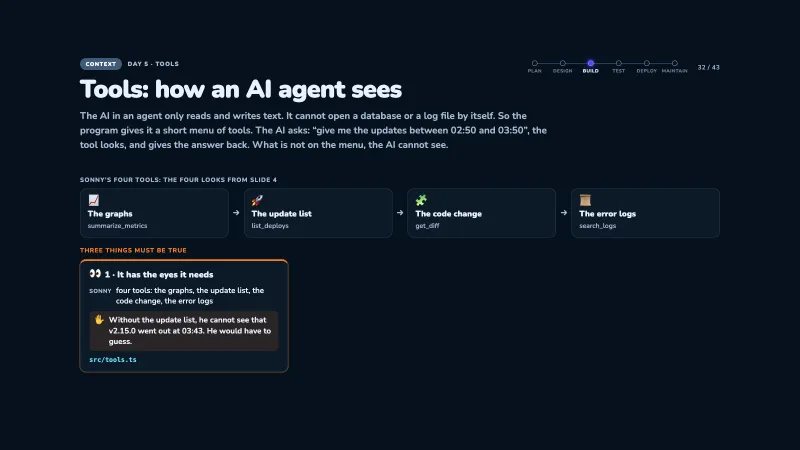 CONTEXT DAY 5 · TOOLS
PLAN DESIGN BUILD TEST DEPLOY MAINTAIN 32 / 43
Tools: how an AI agent sees
The AI in an agent only reads and writes text. It cannot open a database or a log file by itself. So the
program gives it a short menu of tools. The AI asks: “give me the updates between 02:50 and 03:50”, the
tool looks, and gives the answer back. What is not on the menu, the AI cannot see.
SONNY'S FOUR TOOLS: THE FOUR LOOKS FROM SLIDE 4
The graphs
summarize_metrics
→
The update list
list_deploys
→
The code change
get_diff
→
The error logs
search_logs
THREE THINGS MUST BE TRUE
1 · It has the eyes it needs
SONNY four tools: the graphs, the update list, the
code change, the error logs
Without the update list, he cannot see that
v2.15.0 went out at 03:43. He would have to
guess.
src/tools.ts